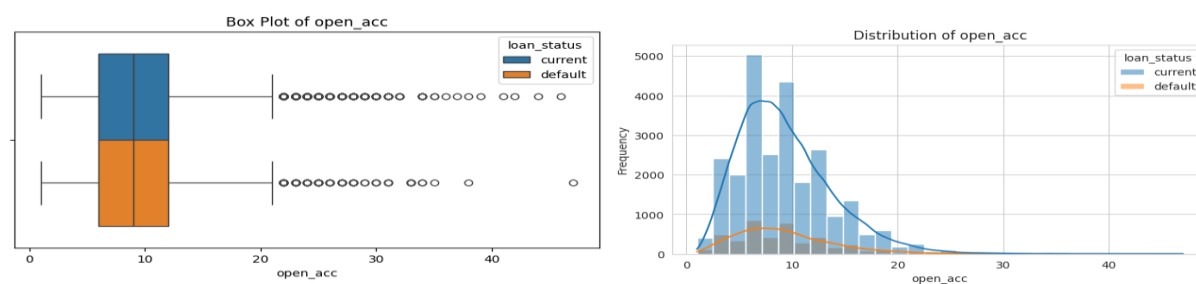 Box Plot of open_acc
loan_status
current
default
0 10 20 30 40
open_acc
Distribution of open_acc
loan_status
current
default
5000
4000
3000
2000
1000
0
Frequency
0 10 20 30 40
open_acc